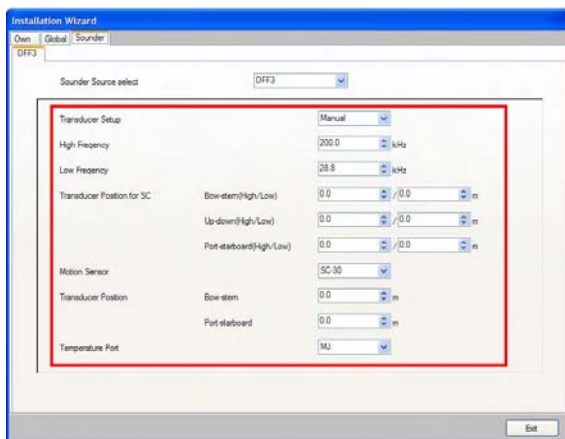 Installation Wizard
Own Global Sounder
DFF3
Sounder Source select DFF3
Transducer Setup Manual
High Freqency 200.0 kHz
Low Freqency 28.8 kHz
Transducer Position for SC Bow-stern(High/Low) 0.0 / 0.0 m
Up-down(High/Low) 0.0 / 0.0 m
Port-starboard(High/Low) 0.0 / 0.0 m
Motion Sensor SC-30
Transducer Position Bow-stern 0.0 m
Port-starboard 0.0 m
Temperature Port MJ
Exit